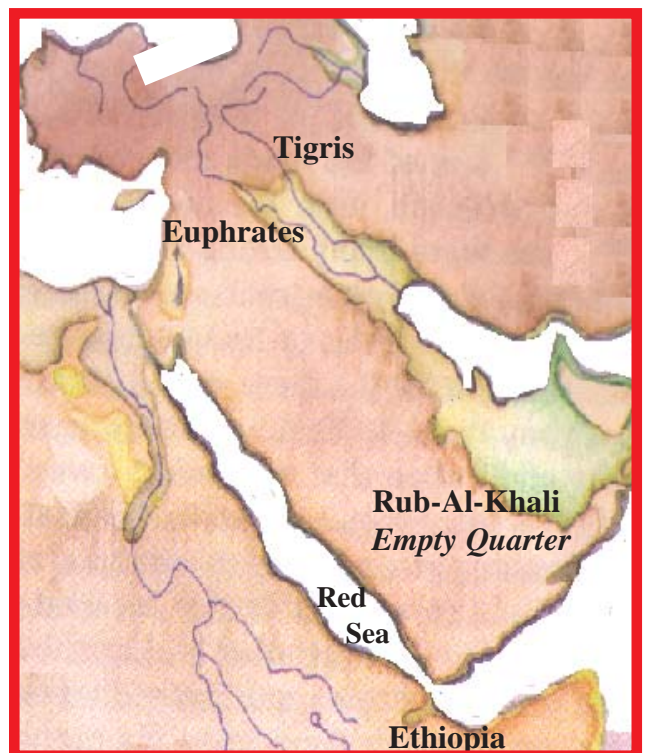 Tigris
Euphrates
Rub-Al-Khali
Empty Quarter
Red
Sea
Ethiopia